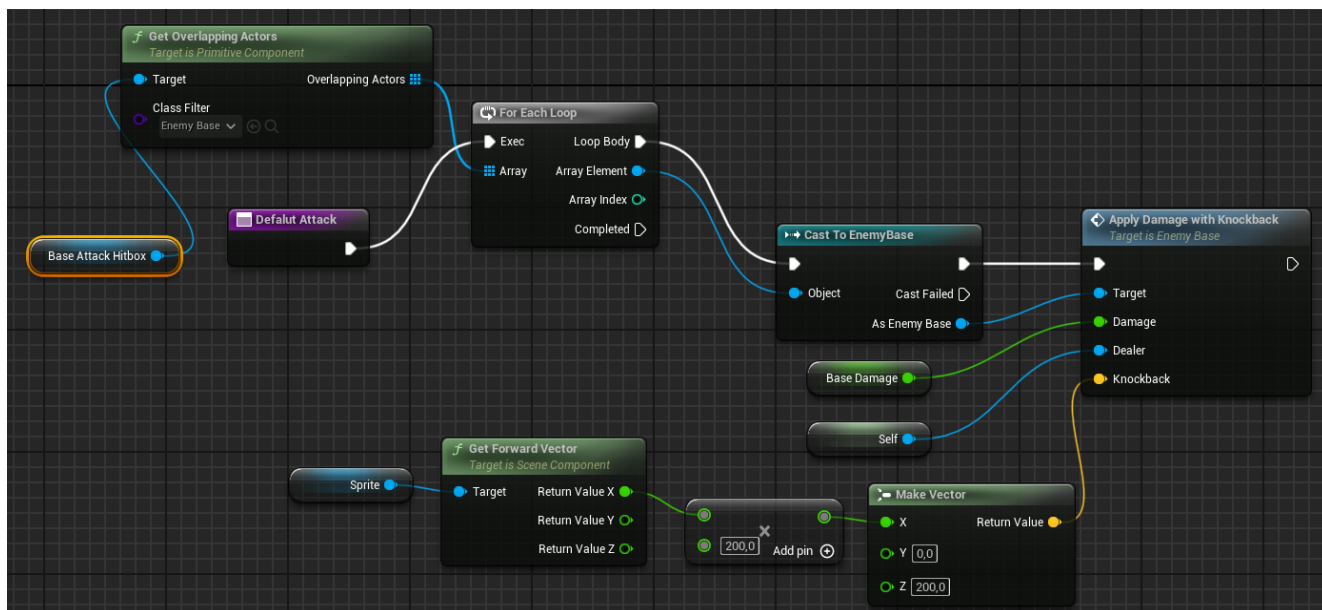 Get Overlapping Actors
Target is Primitive Component
Target
Overlapping Actors
Class Filter
Enemy Base
For Each Loop
Exec
Loop Body
Array
Array Element
Array Index
Completed
Defalut Attack
Base Attack Hitbox
Cast To EnemyBase
Object
Cast Failed
As Enemy Base
Apply Damage with Knockback
Target is Enemy Base
Target
Damage
Dealer
Knockback
Base Damage
Self
Sprite
Get Forward Vector
Target is Scene Component
Target
Return Value X
Return Value Y
Return Value Z
200,0
Add pin
Make Vector
X
Return Value
Y 0,0
Z 200,0